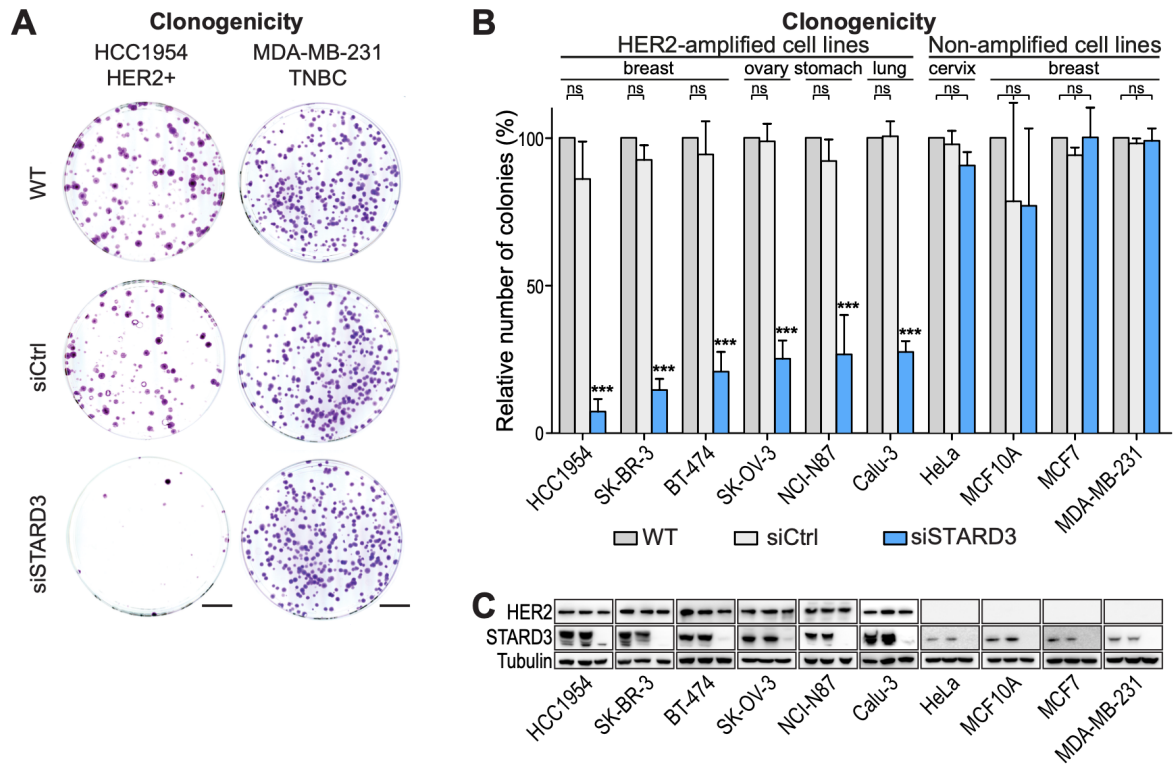 A
Clonogenicity
HCC1954
HER2+
MDA-MB-231
TNBC
WT
siCtrl
siSTARD3
B
Clonogenicity
HER2-amplified cell lines
Non-amplified cell lines
breast
ovary
stomach
lung
cervix
breast
ns
ns
ns
ns
ns
ns
ns
ns
ns
ns
ns
ns
ns
ns
Relative number of colonies (%)
100
50
0
***
***
***
***
***
***
HCC1954
SK-BR-3
BT-474
SK-OV-3
NCI-N87
Calu-3
HeLa
MCF10A
MCF7
MDA-MB-231
WT
siCtrl
siSTARD3
C
HER2
STARD3
Tubulin
HCC1954
SK-BR-3
BT-474
SK-OV-3
NCI-N87
Calu-3
HeLa
MCF10A
MCF7
MDA-MB-231